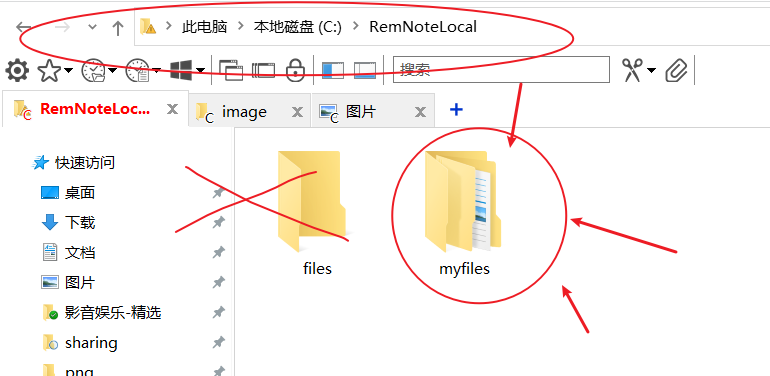 此电脑 > 本地磁盘 (C:) > RemNoteLocal
搜索
RemNoteLoc...
image
图片
快速访问
桌面
下载
文档
图片
影音娱乐-精选
sharing
png
files
myfiles